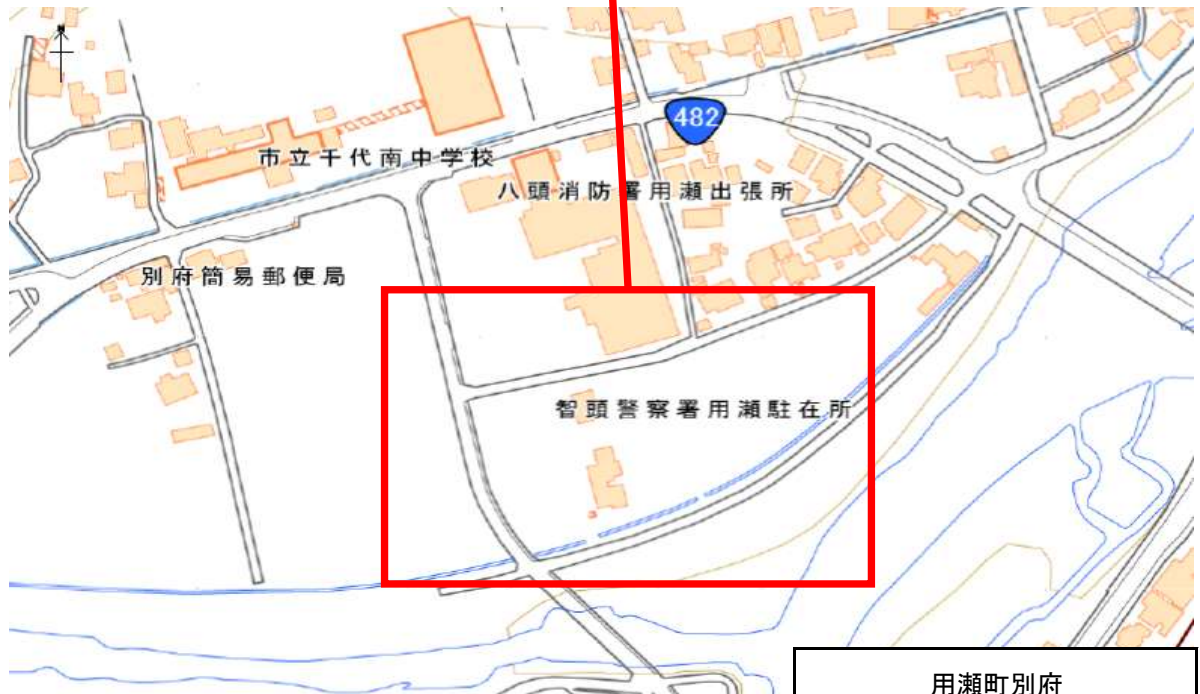 482
市立千代南中学校
八頭消防署用瀬出張所
別府簡易郵便局
智頭警察署用瀬駐在所
用瀬町別府